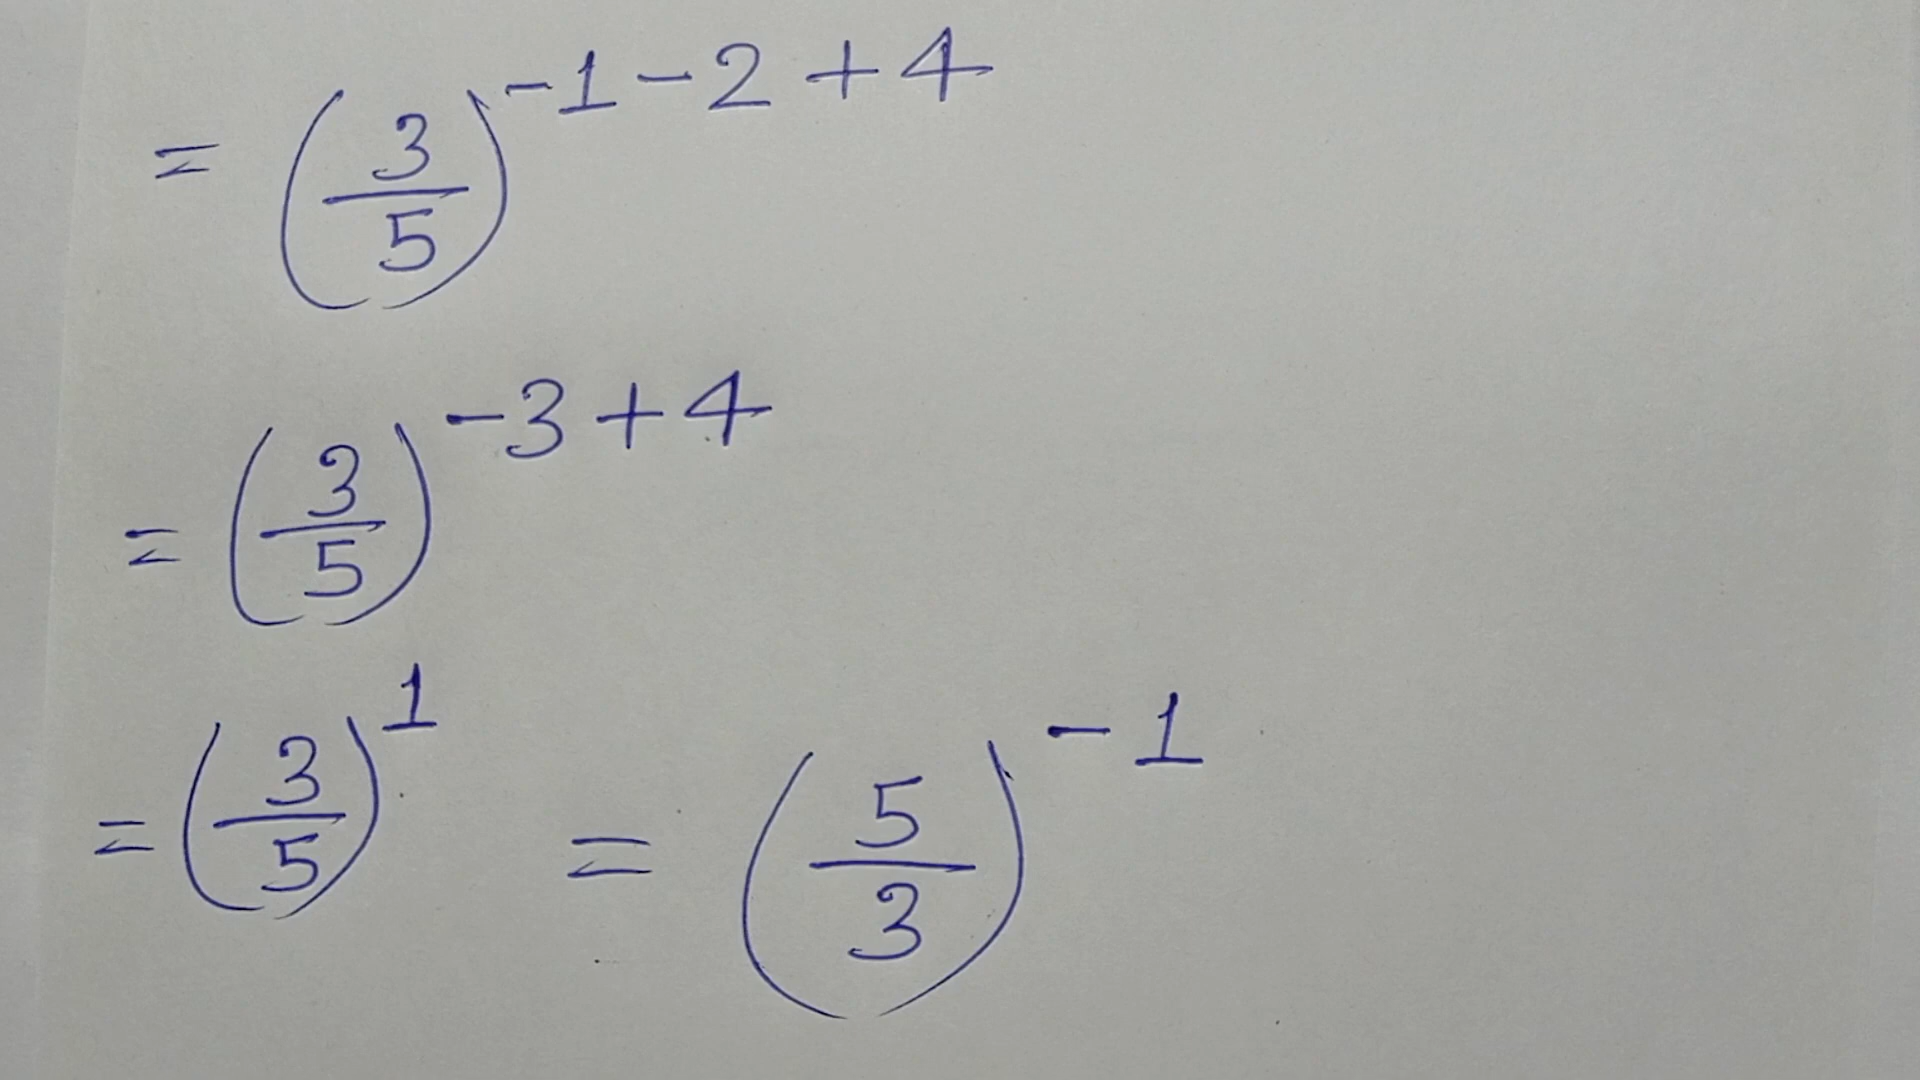 = (3/5)^{-1-2+4}
= (3/5)^{-3+4}
= (3/5)^{1} = (5/3)^{-1}